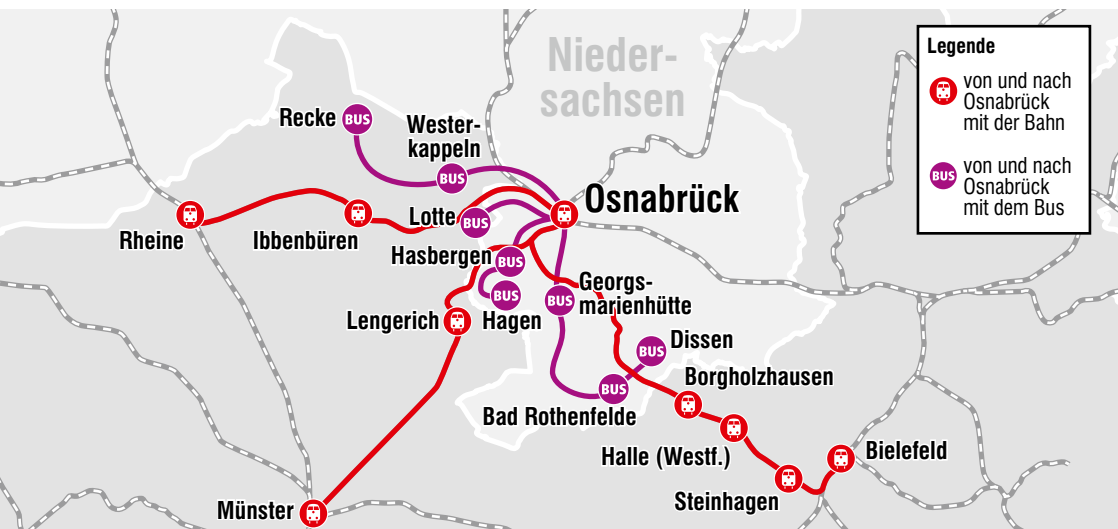 Nieder-
sachsen
Legende
von und nach
Osnabrück
mit der Bahn
BUS
von und nach
Osnabrück
mit dem Bus
Recke
BUS
Wester-
kappeln
BUS
Osnabrück
Lotte
BUS
Rheine
Ibbenbüren
Hasbergen
BUS
Georgs-
marienhütte
BUS
Hagen
BUS
Lengerich
Dissen
BUS
Borgholzhausen
Bad Rothenfelde
BUS
Halle (Westf.)
Bielefeld
Steinhagen
Münster